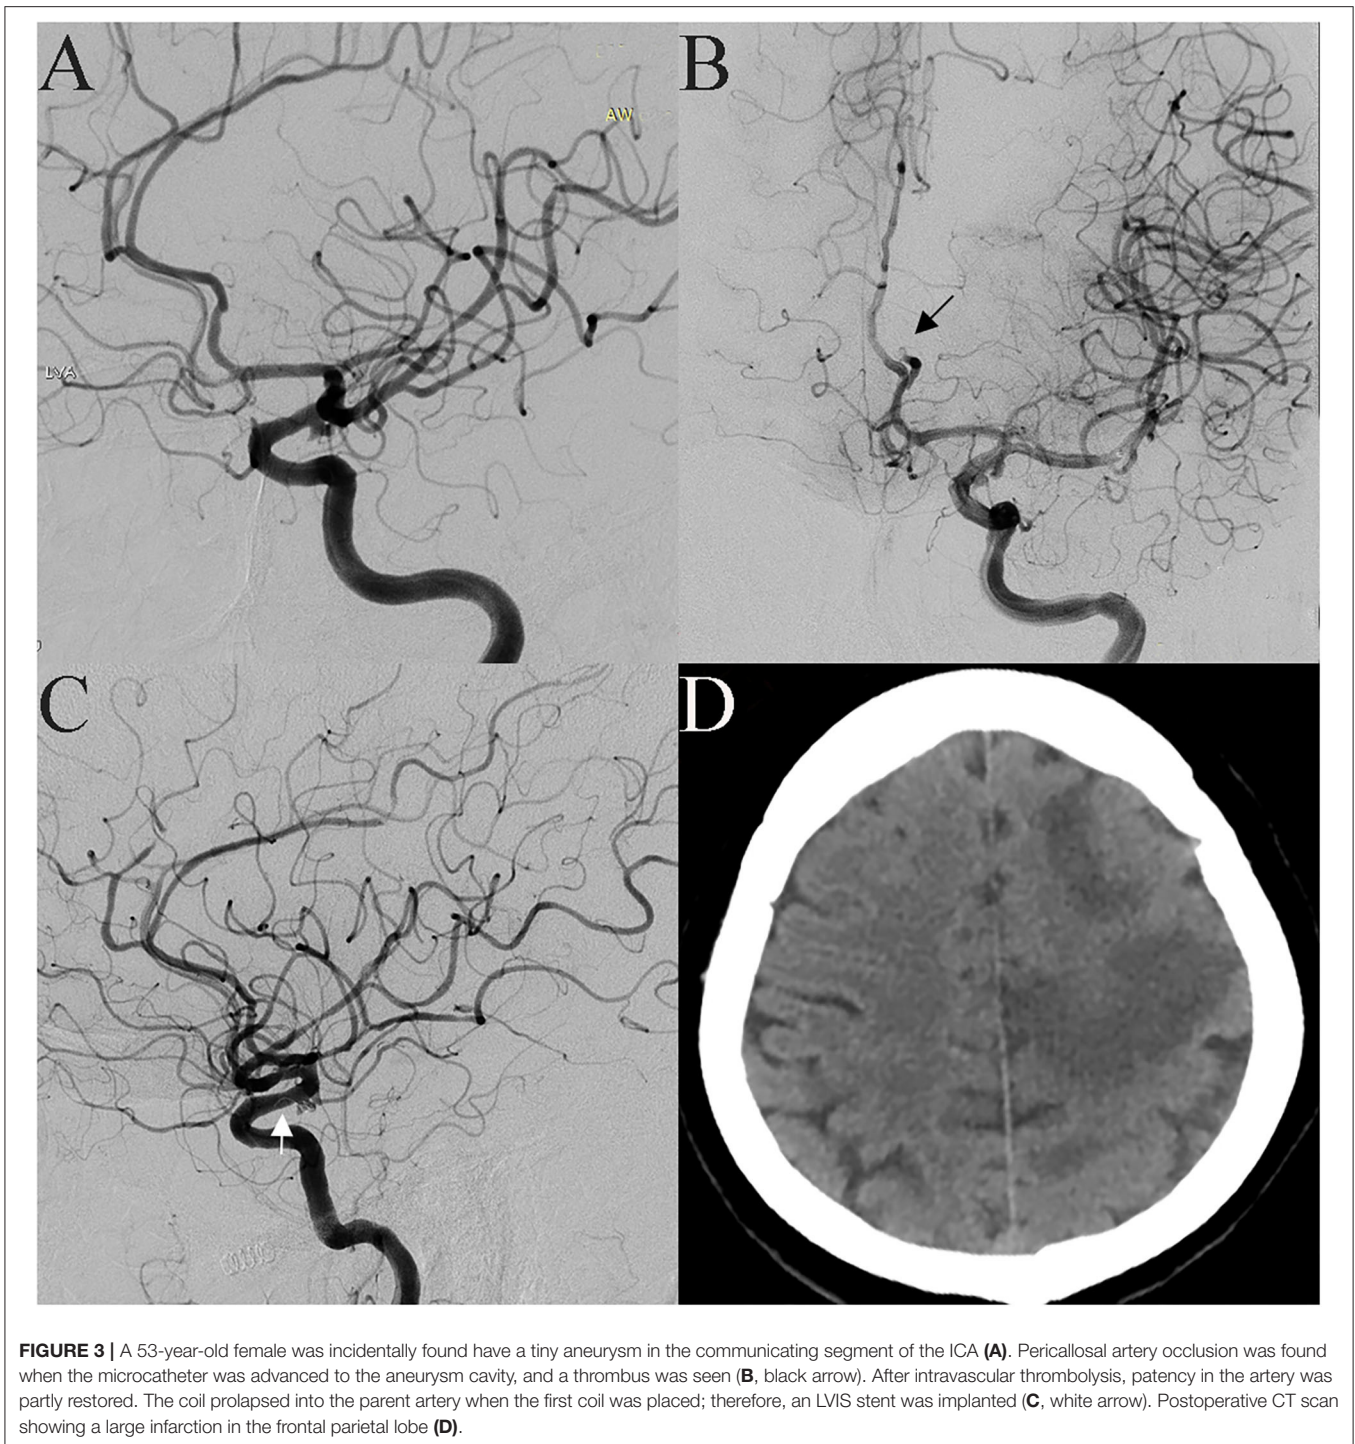 A
B
AW
LVA
C
D
FIGURE 3 | A 53-year-old female was incidentally found have a tiny aneurysm in the communicating segment of the ICA (A). Pericallosal artery occlusion was found
when the microcatheter was advanced to the aneurysm cavity, and a thrombus was seen (B, black arrow). After intravascular thrombolysis, patency in the artery was
partly restored. The coil prolapsed into the parent artery when the first coil was placed; therefore, an LVIS stent was implanted (C, white arrow). Postoperative CT scan
showing a large infarction in the frontal parietal lobe (D).